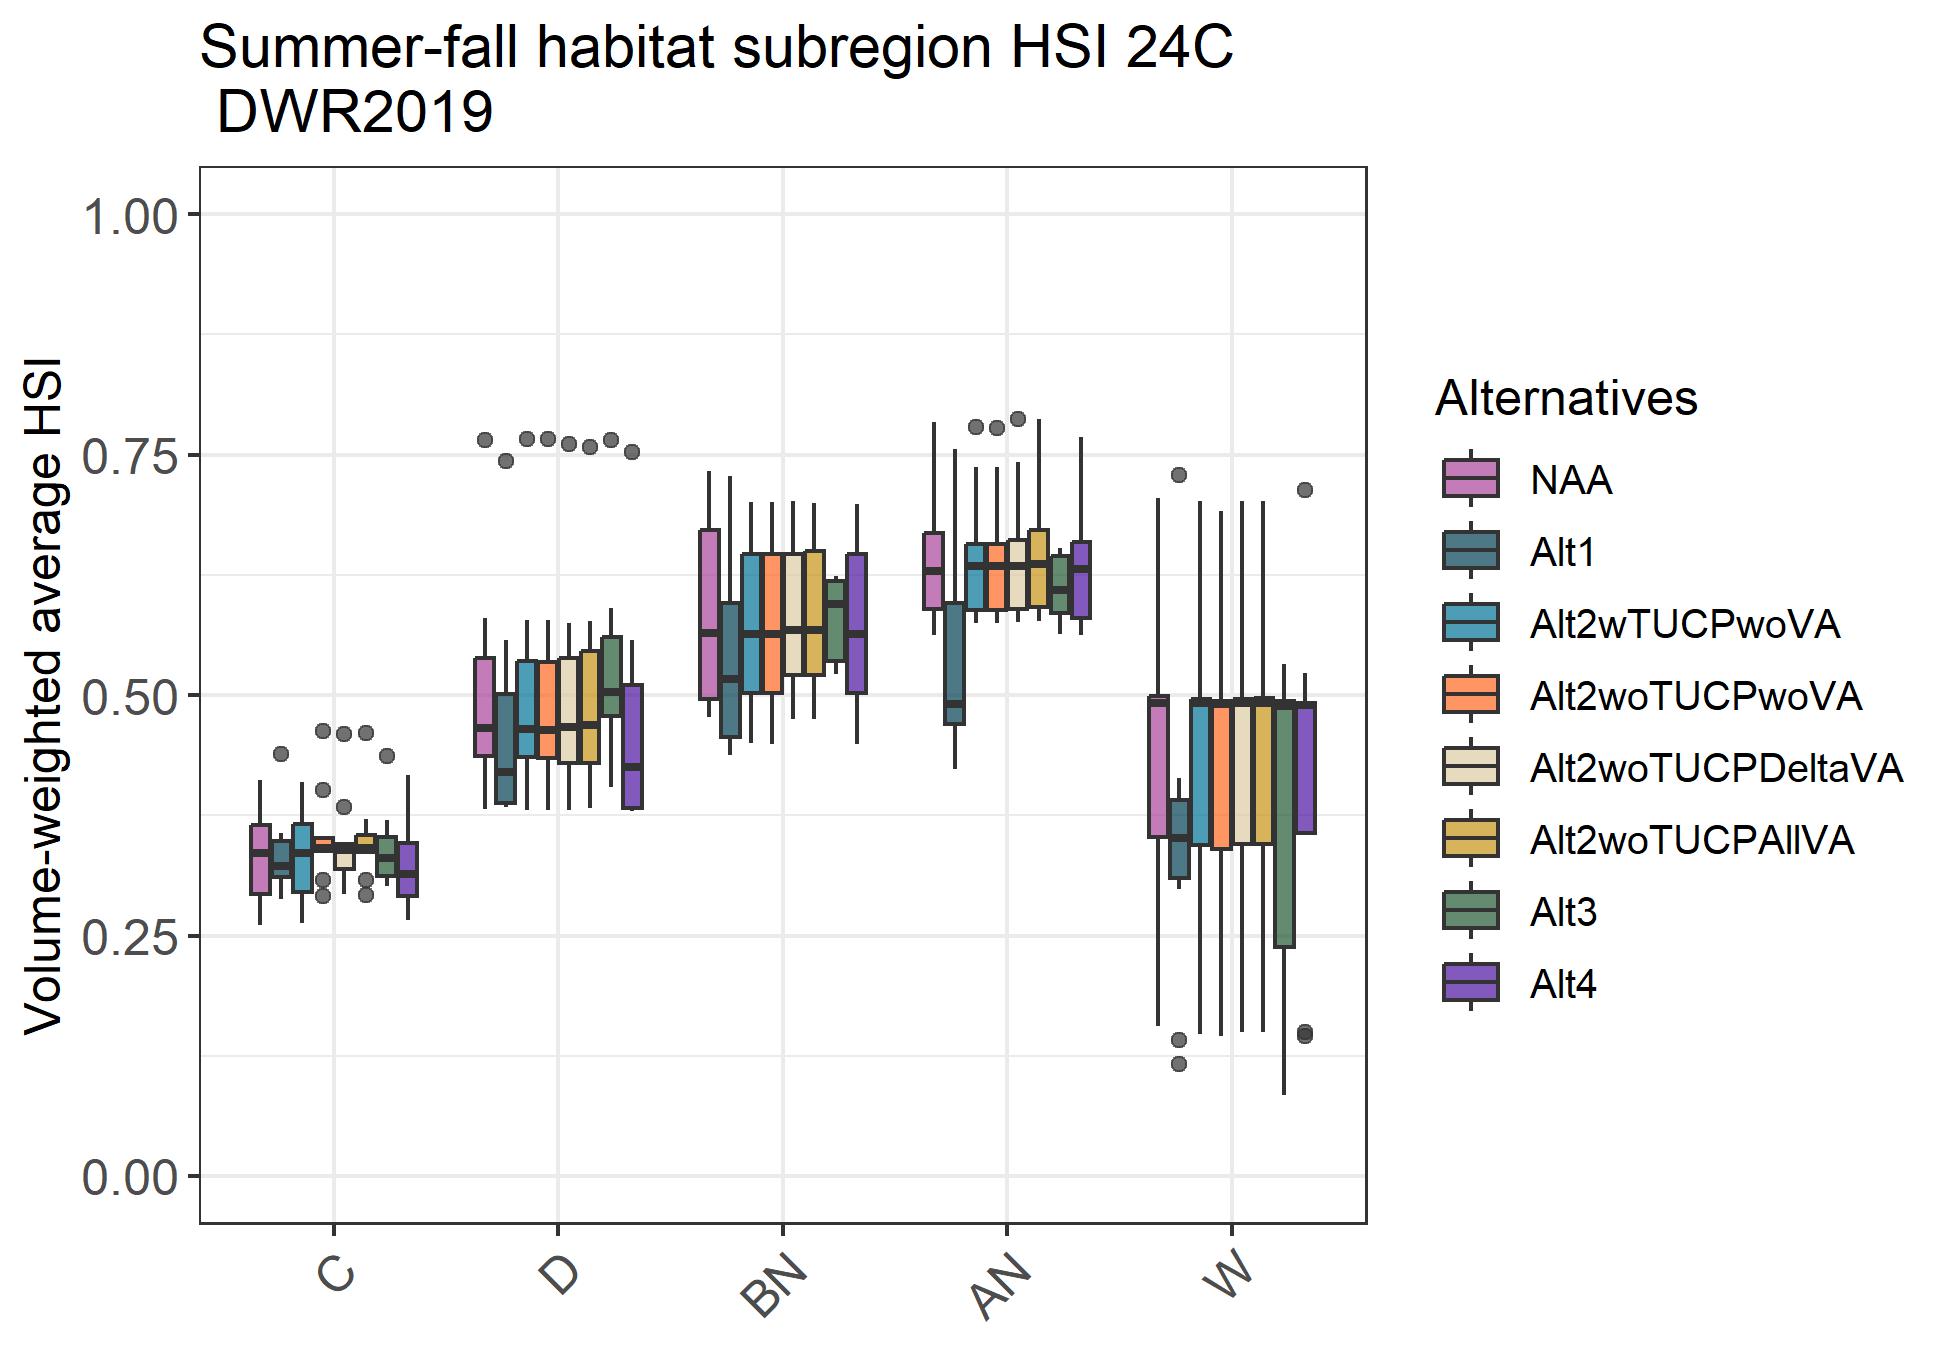 Summer-fall habitat subregion HSI 24C
DWR2019
Volume-weighted average HSI
1.00
0.75
0.50
0.25
0.00
C
D
BN
AN
W
Alternatives
NAA
Alt1
Alt2wTUCPwoVA
Alt2woTUCPwoVA
Alt2woTUCPDeltaVA
Alt2woTUCPAllVA
Alt3
Alt4